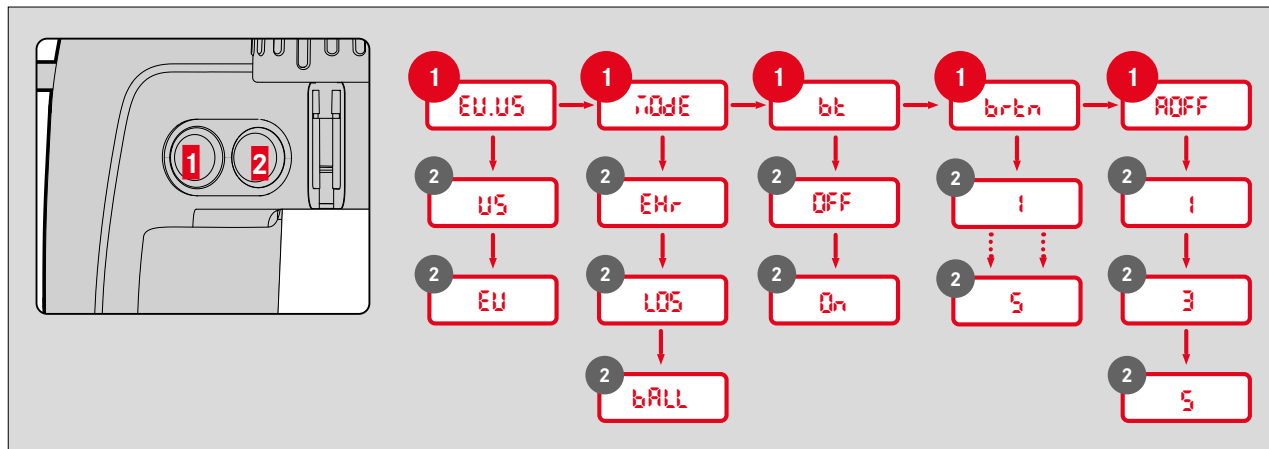 1 2
1 EU.US 1 MOdE 1 bt 1 brtn 1 AOFF
2 US 2 EHr 2 OFF 2 1 2 1
2 EU 2 LOS 2 On 2 5 2 3
2 bALL 2 5